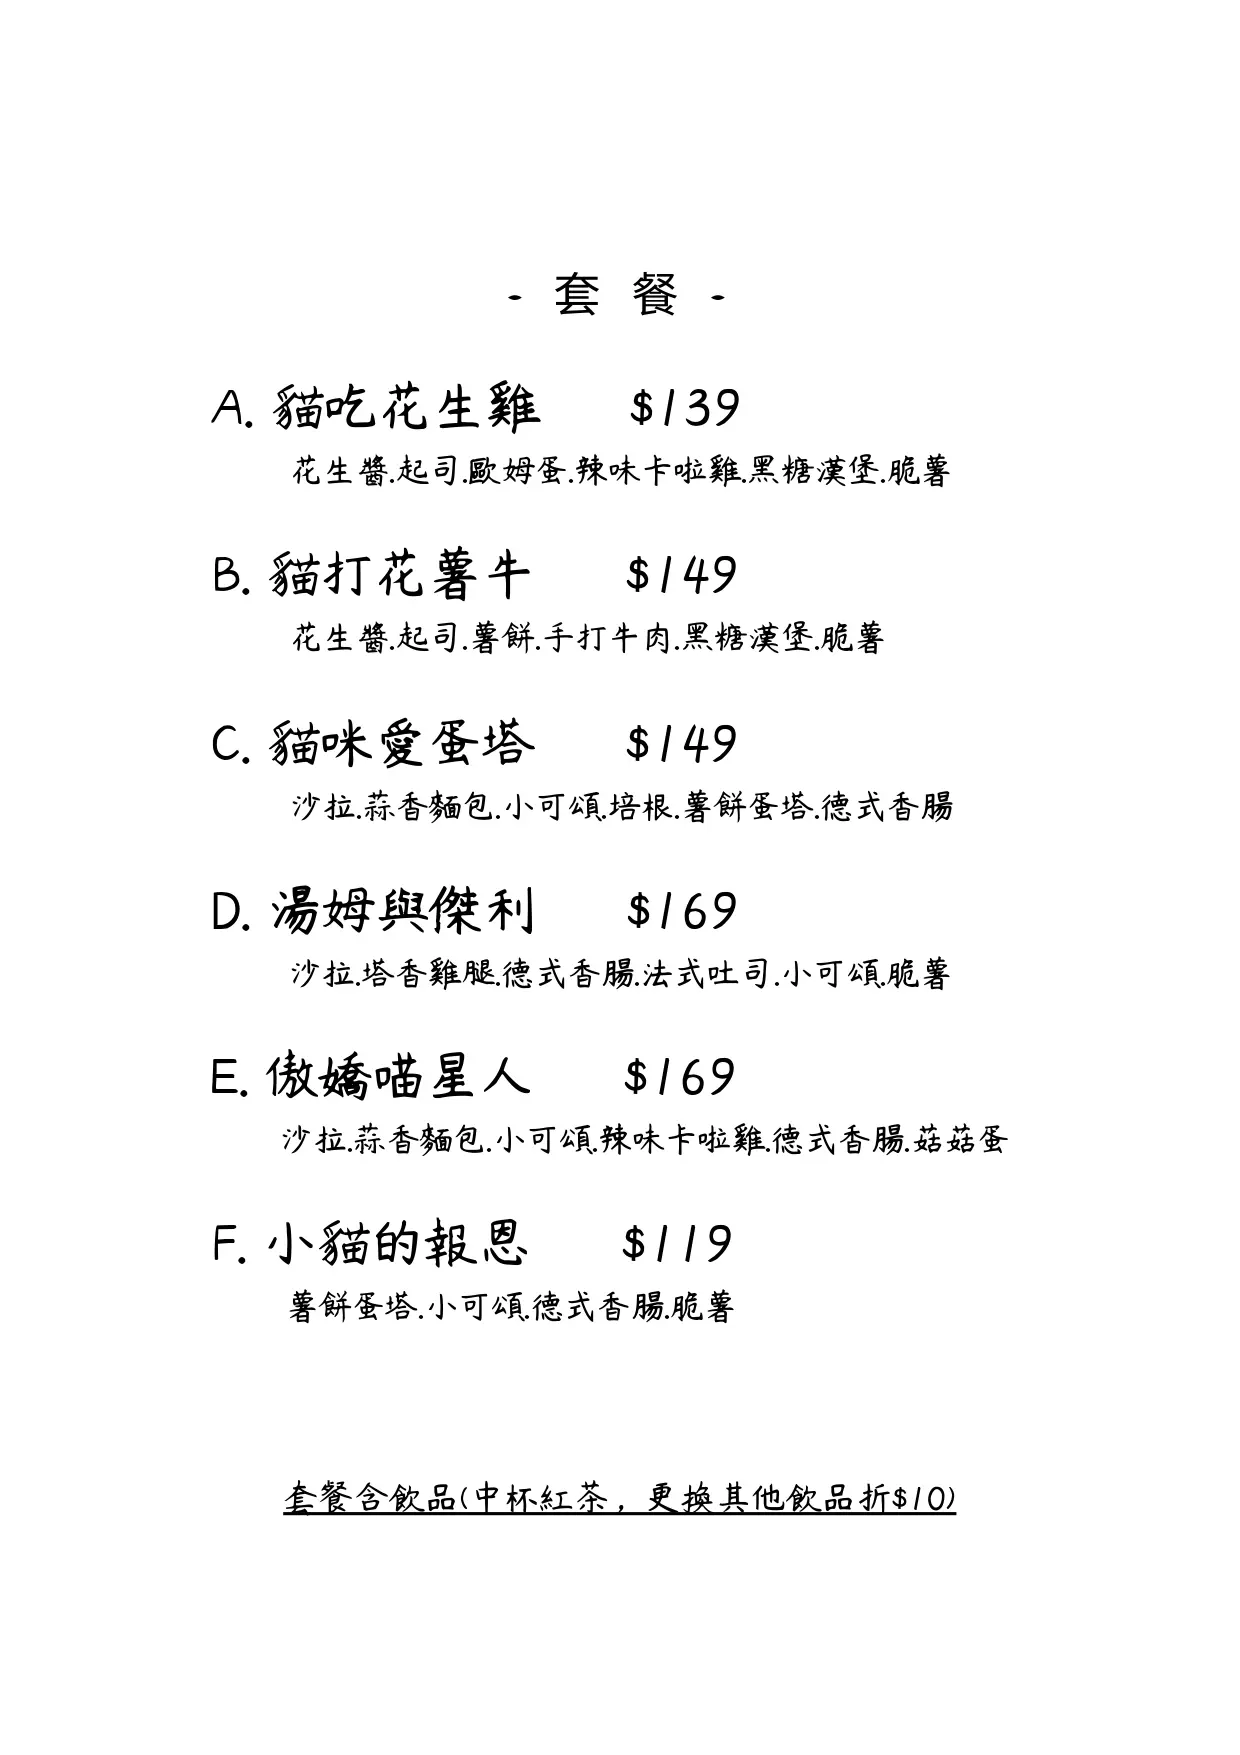 - 套 餐 -
A. 貓吃花生雞 $139
花生醬.起司.歐姆蛋.辣味卡啦雞.黑糖漢堡.脆薯
B. 貓打花薯牛 $149
花生醬.起司.薯餅.手打牛肉.黑糖漢堡.脆薯
C. 貓咪愛蛋塔 $149
沙拉.蒜香麵包.小可頌.培根.薯餅蛋塔.德式香腸
D. 湯姆與傑利 $169
沙拉.塔香雞腿.德式香腸.法式吐司.小可頌.脆薯
E. 傲嬌喵星人 $169
沙拉.蒜香麵包.小可頌.辣味卡啦雞.德式香腸.菇菇蛋
F. 小貓的報恩 $119
薯餅蛋塔.小可頌.德式香腸.脆薯
套餐含飲品(中杯紅茶，更換其他飲品折$10)